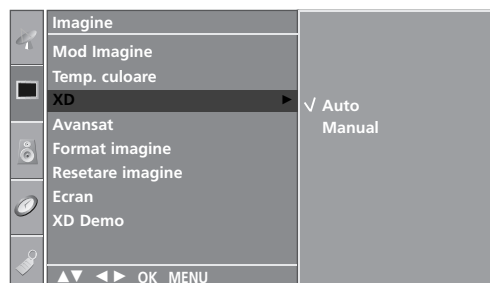 Imagine
Mod Imagine
Temp. culoare
XD ►
Avansat
Format imagine
Resetare imagine
Ecran
XD Demo
▲▼ ◄► OK MENU
√ Auto
Manual